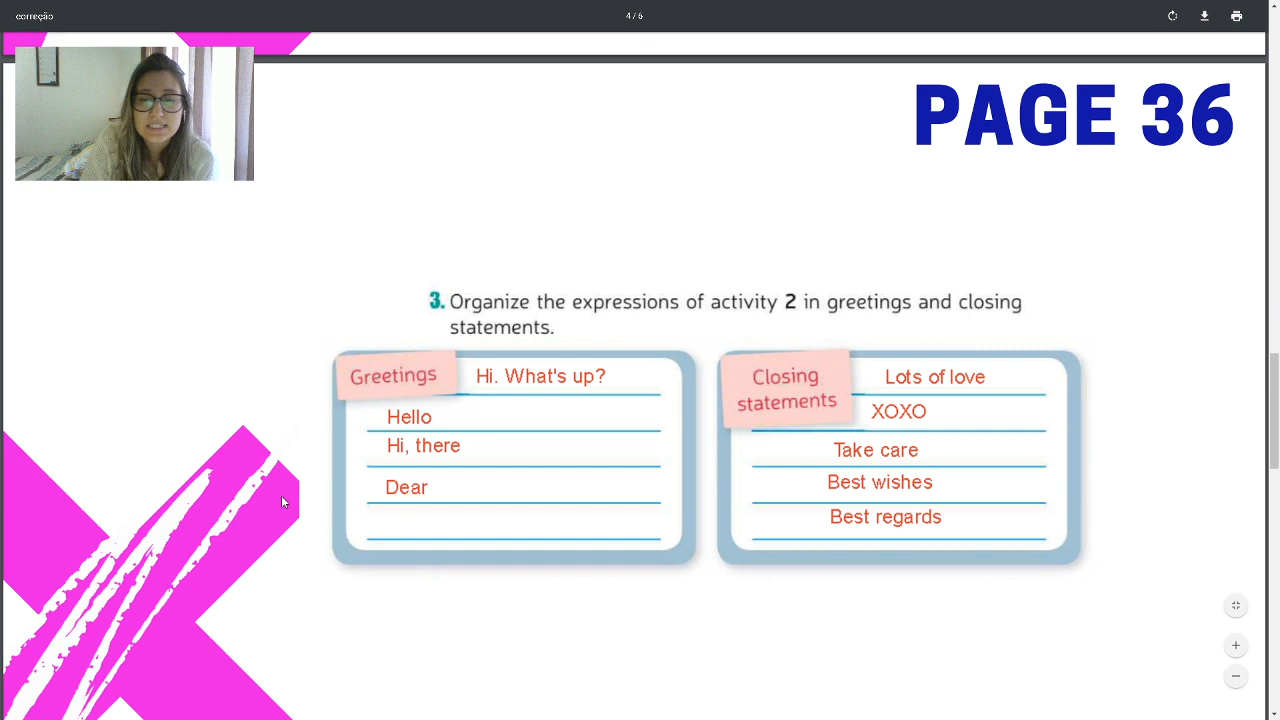 correção
4 / 6
PAGE 36
3. Organize the expressions of activity 2 in greetings and closing
statements.
Greetings
Hi. What's up?
Hello
Hi, there
Dear
Closing
statements
Lots of love
XOXO
Take care
Best wishes
Best regards